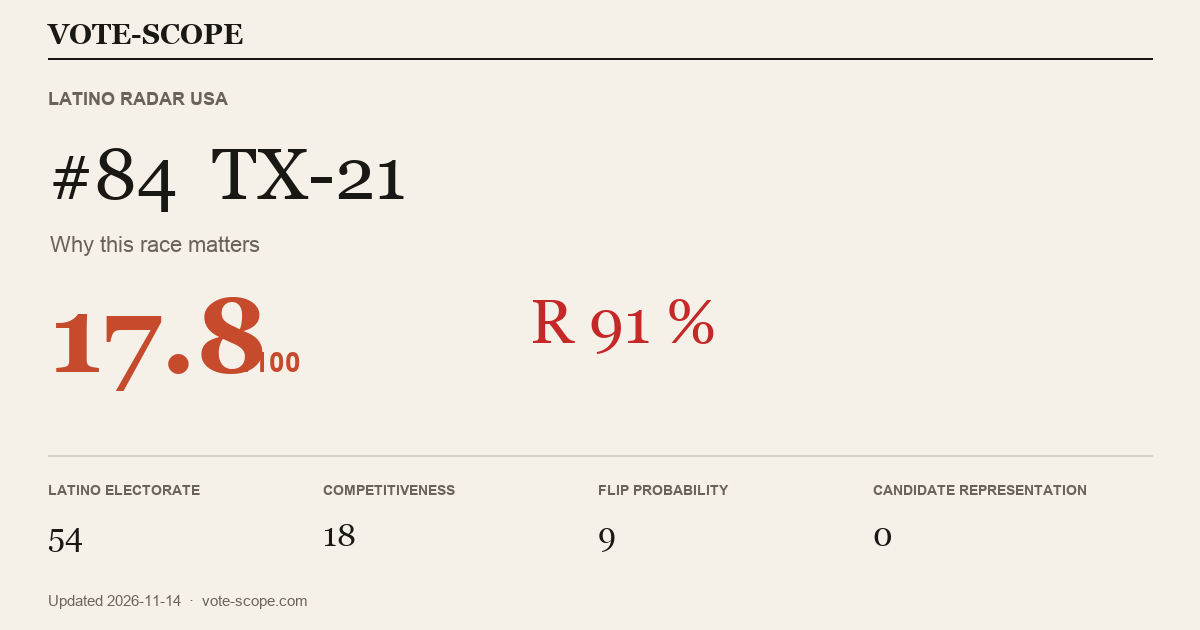 VOTE-SCOPE
LATINO RADAR USA
#84 TX-21
Why this race matters
17.8 /100
R 91 %
LATINO ELECTORATE COMPETITIVENESS FLIP PROBABILITY CANDIDATE REPRESENTATION
54 18 9 0
Updated 2026-11-14 · vote-scope.com